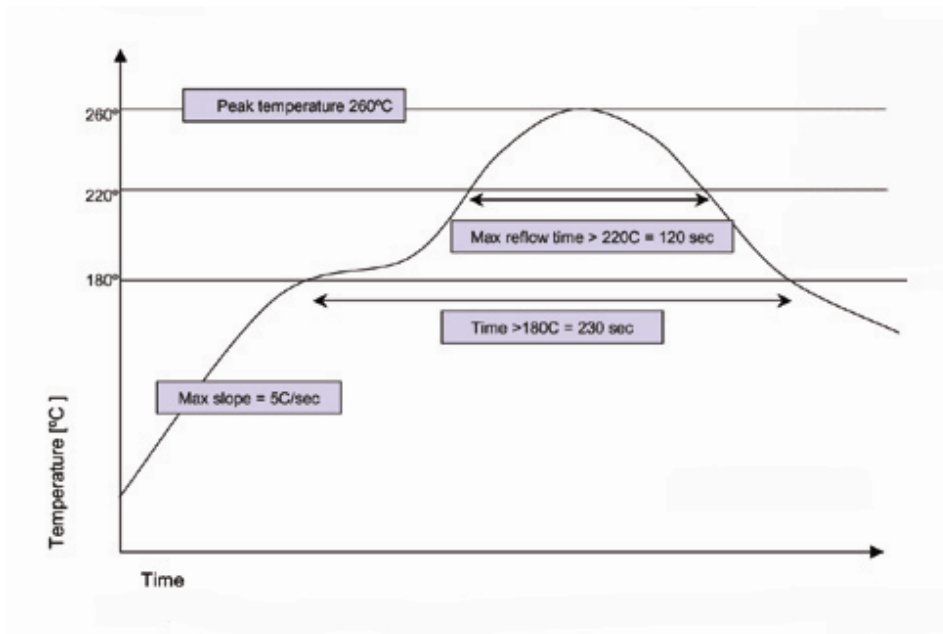 Peak temperature 260ºC
260º
220º
Max reflow time > 220C = 120 sec
180º
Time >180C = 230 sec
Max slope = 5C/sec
Temperature [ºC ]
Time